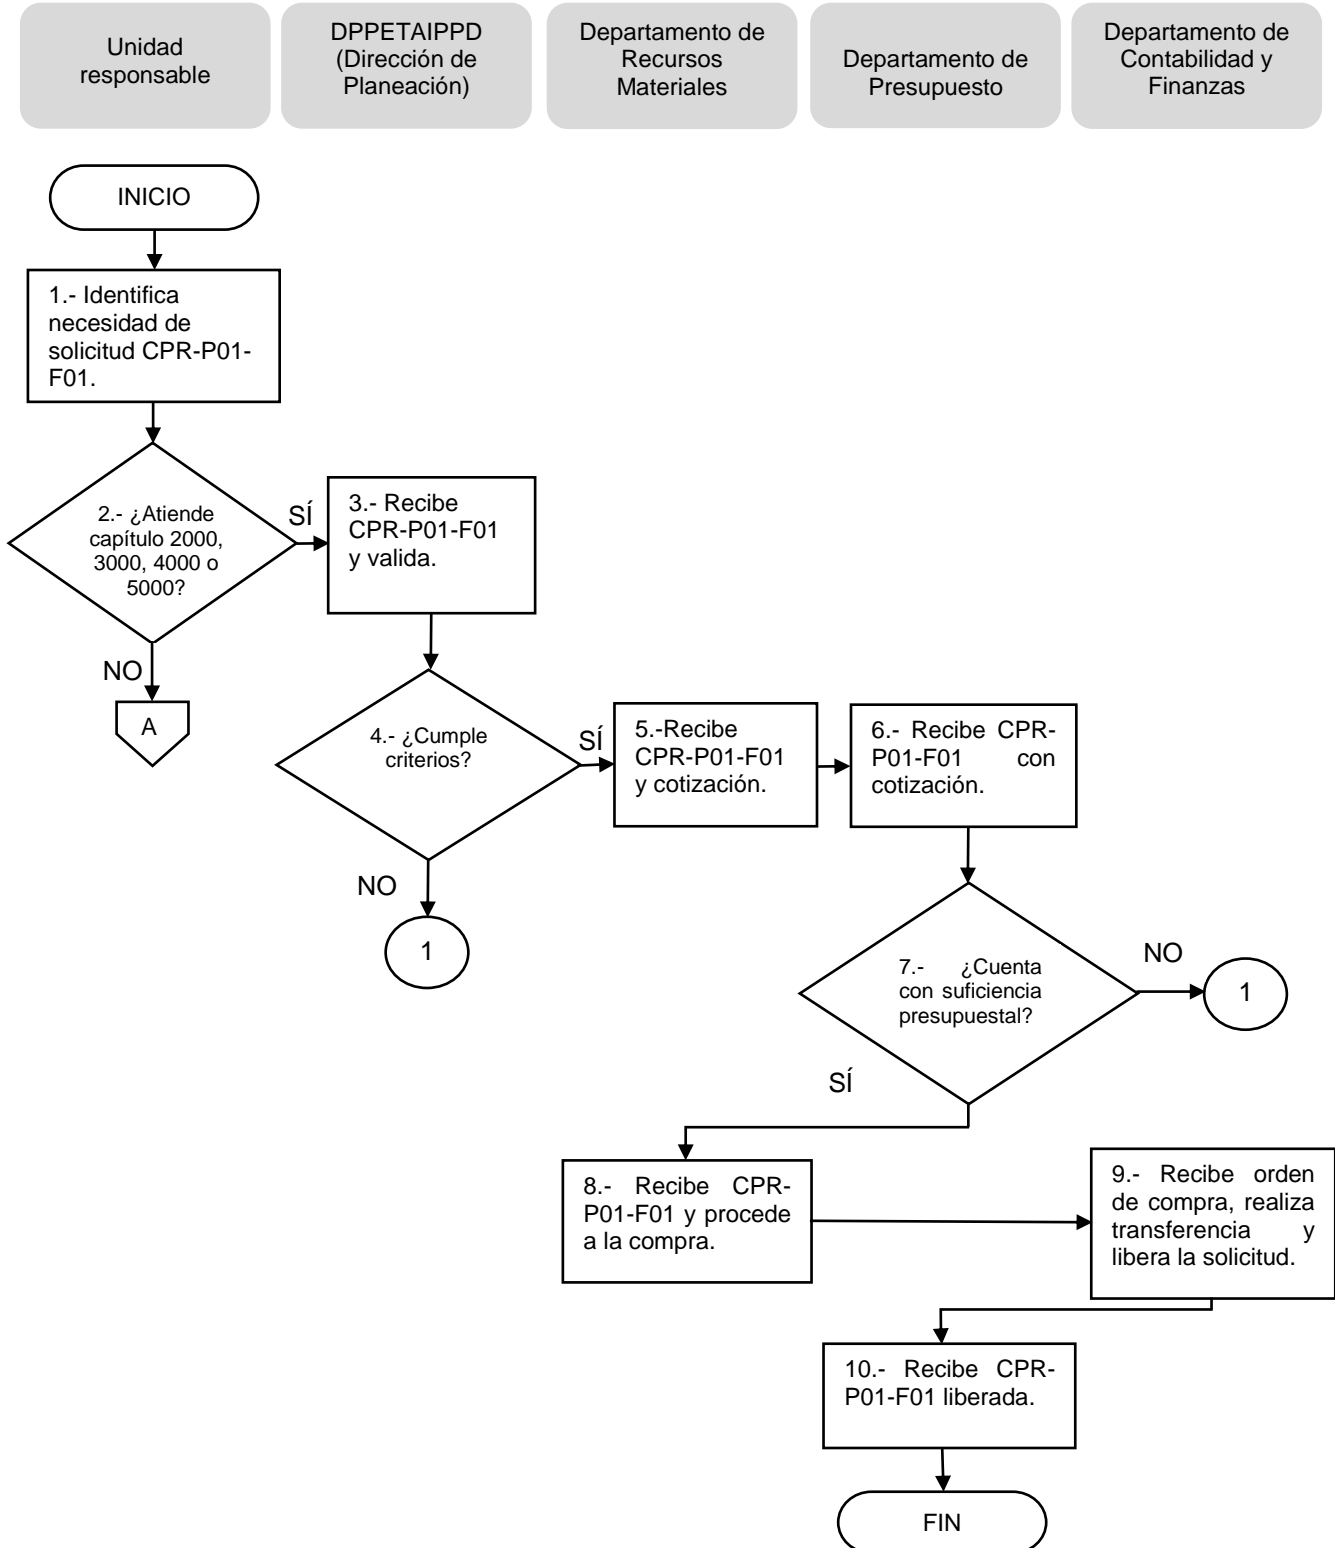 Unidad
responsable
DPPETAIPPD
(Dirección de
Planeación)
Departamento de
Recursos
Materiales
Departamento de
Presupuesto
Departamento de
Contabilidad y
Finanzas
INICIO
1.- Identifica
necesidad de
solicitud CPR-P01-
F01.
2.- ¿Atiende
capítulo 2000,
3000, 4000 o
5000?
SÍ
NO
A
3.- Recibe
CPR-P01-F01
y valida.
4.- ¿Cumple
criterios?
SÍ
NO
1
5.-Recibe
CPR-P01-F01
y cotización.
6.- Recibe CPR-
P01-F01 con
cotización.
7.- ¿Cuenta
con suficiencia
presupuestal?
NO
1
SÍ
8.- Recibe CPR-
P01-F01 y procede
a la compra.
9.- Recibe orden
de compra, realiza
transferencia y
libera la solicitud.
10.- Recibe CPR-
P01-F01 liberada.
FIN